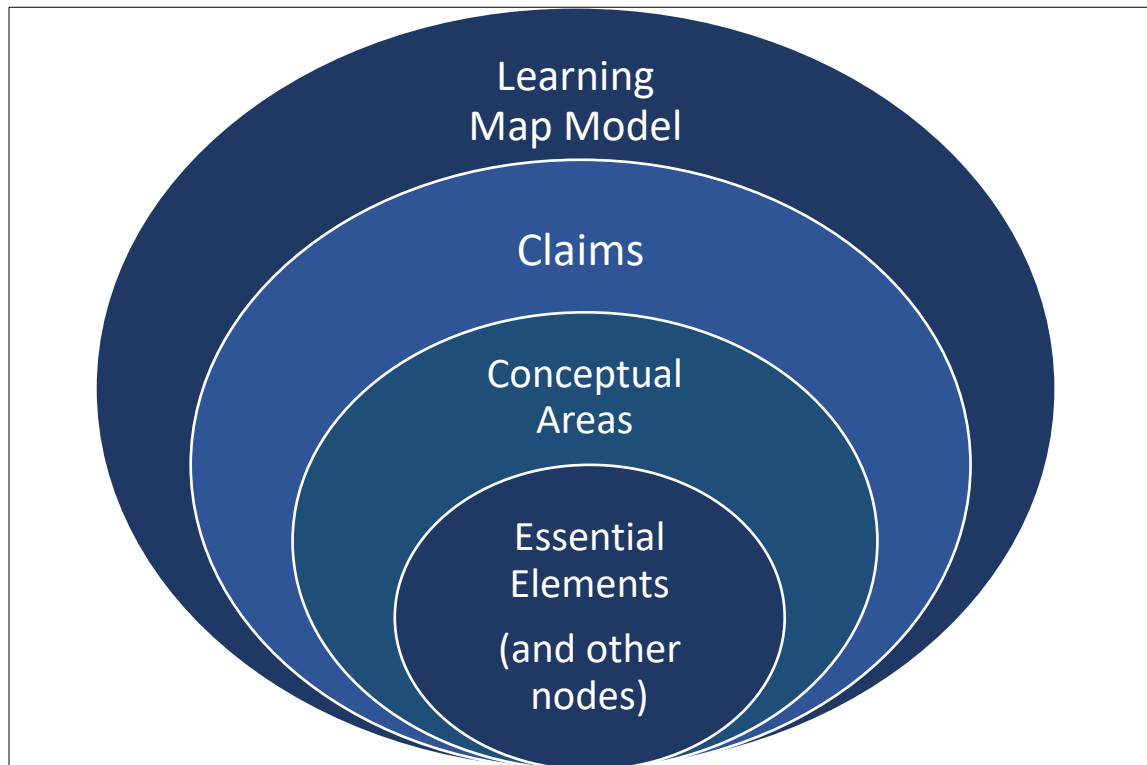 Learning
Map Model
Claims
Conceptual
Areas
Essential
Elements
(and other
nodes)